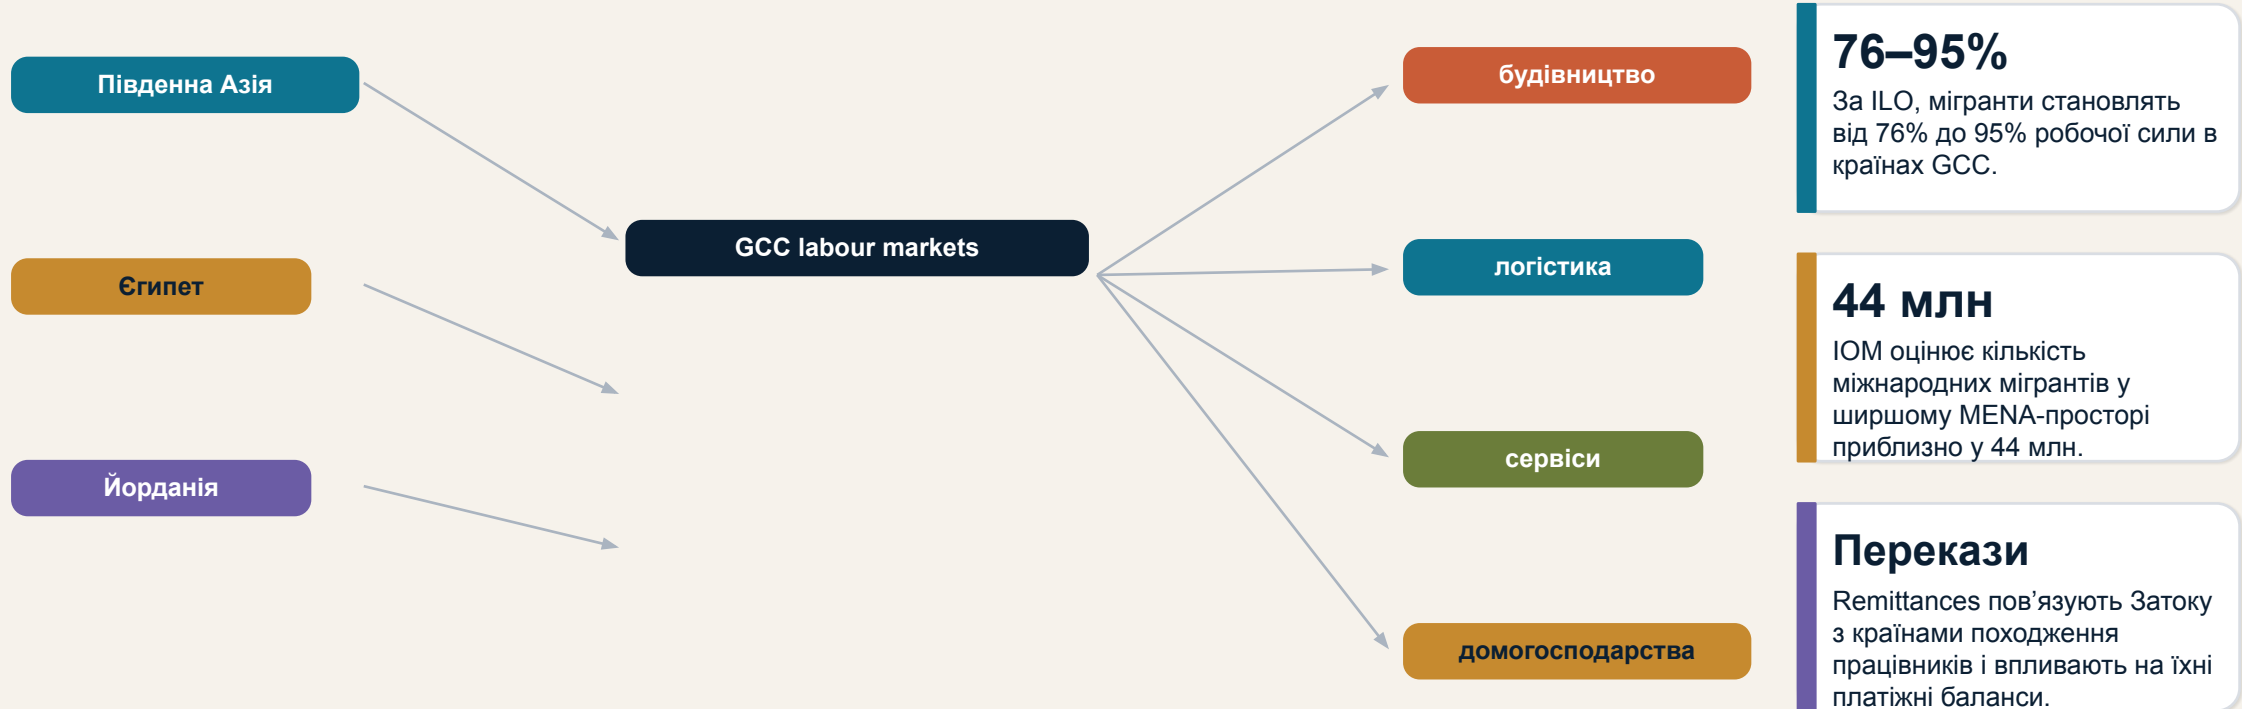 Південна Азія
Єгипет
Йорданія
GCC labour markets
будівництво
логістика
сервіси
домогосподарства
76–95%
За ILO, мігранти становлять
від 76% до 95% робочої сили в
країнах GCC.
44 млн
IOM оцінює кількість
міжнародних мігрантів у
ширшому MENA-просторі
приблизно у 44 млн.
Перекази
Remittances пов’язують Затоку
з країнами походження
працівників і впливають на їхні
платіжні баланси.